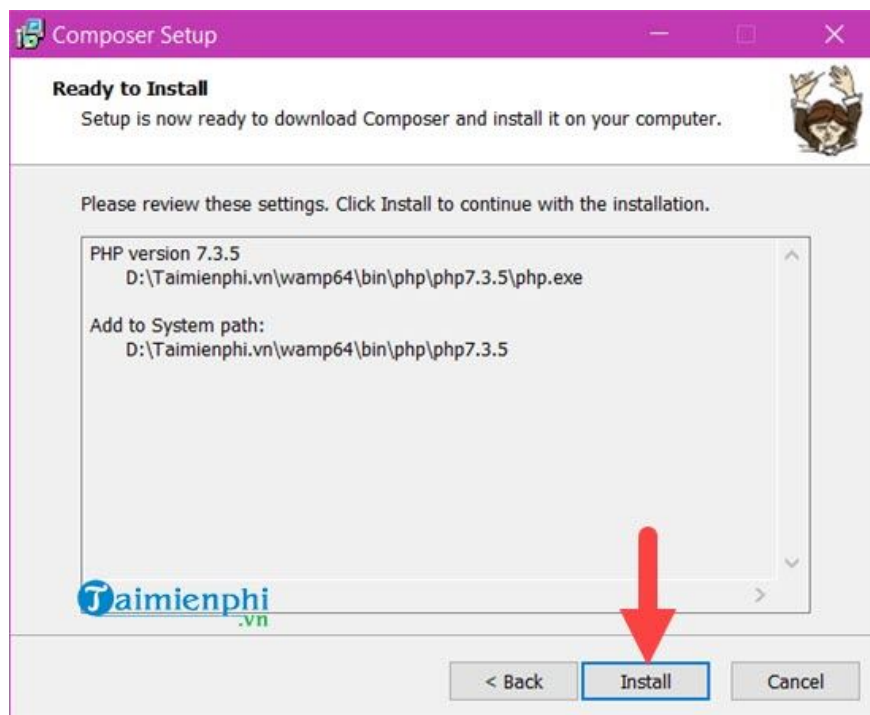 Composer Setup
Ready to Install
Setup is now ready to download Composer and install it on your computer.
Please review these settings. Click Install to continue with the installation.
PHP version 7.3.5
D:\Taimienphi.vn\wamp64\bin\php\php7.3.5\php.exe
Add to System path:
D:\Taimienphi.vn\wamp64\bin\php\php7.3.5
Taimienphi
.vn
< Back
Install
Cancel